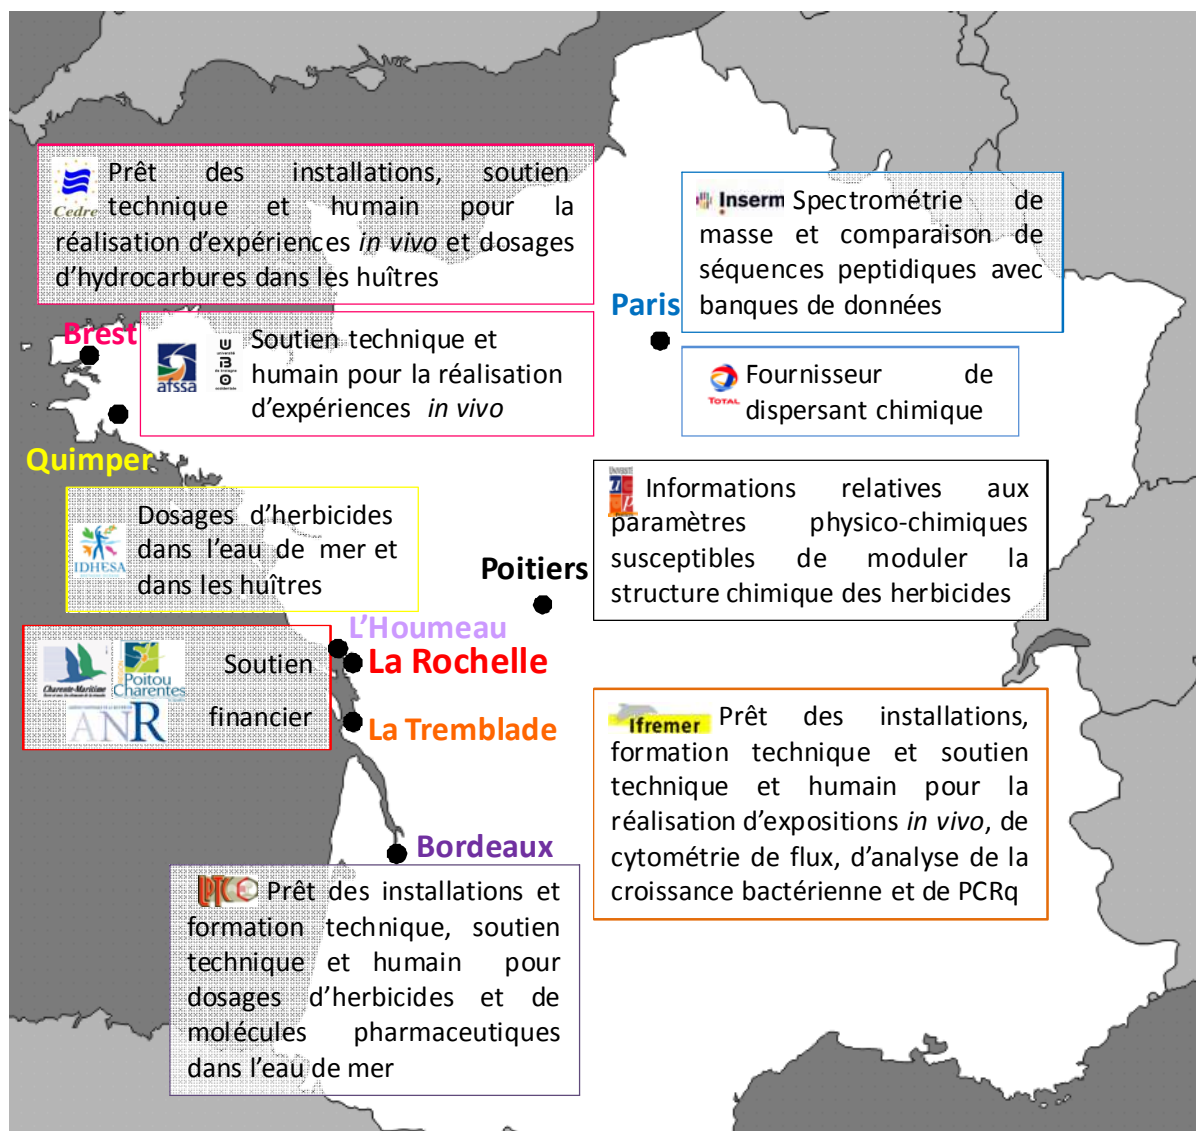 Cedre
Prêt des installations, soutien
technique et humain pour la
réalisation d'expériences in vivo et dosages
d'hydrocarbures dans les huîtres
Inserm Spectrométrie de
masse et comparaison de
séquences peptidiques avec
banques de données
Paris
Brest
afssa
Soutien technique et
humain pour la réalisation
d'expériences in vivo
TOTAL
Fournisseur de
dispersant chimique
Quimper
IDHESA
Dosages d'herbicides
dans l'eau de mer et
dans les huîtres
Poitiers
Informations relatives aux
paramètres physico-chimiques
susceptibles de moduler la
structure chimique des herbicides
L'Houmeau
La Rochelle
La Tremblade
Charente-Maritime
Poitou
Charentes
ANR
Soutien
financier
Ifremer Prêt des installations,
formation technique et soutien
technique et humain pour la
réalisation d'expositions in vivo, de
cytométrie de flux, d'analyse de la
croissance bactérienne et de PCRq
Bordeaux
LPTC Prêt des installations et
formation technique, soutien
technique et humain pour
dosages d'herbicides et de
molécules pharmaceutiques
dans l'eau de mer